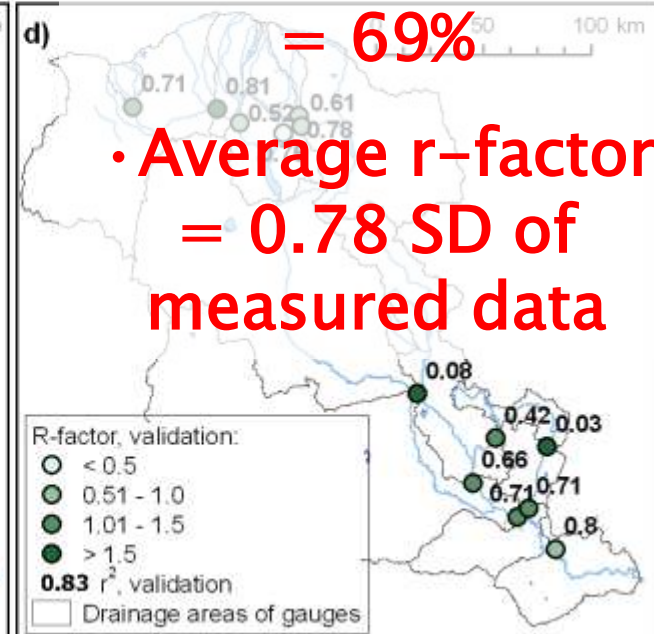 d)
= 69%
50
100 km
0.71
0.81
0.52
0.61
0.78
• Average r-factor
= 0.78 SD of
measured data
0.08
0.42
0.03
0.66
0.71
0.71
0.8
R-factor, validation:
< 0.5
0.51 - 1.0
1.01 - 1.5
> 1.5
0.83 r², validation
Drainage areas of gauges